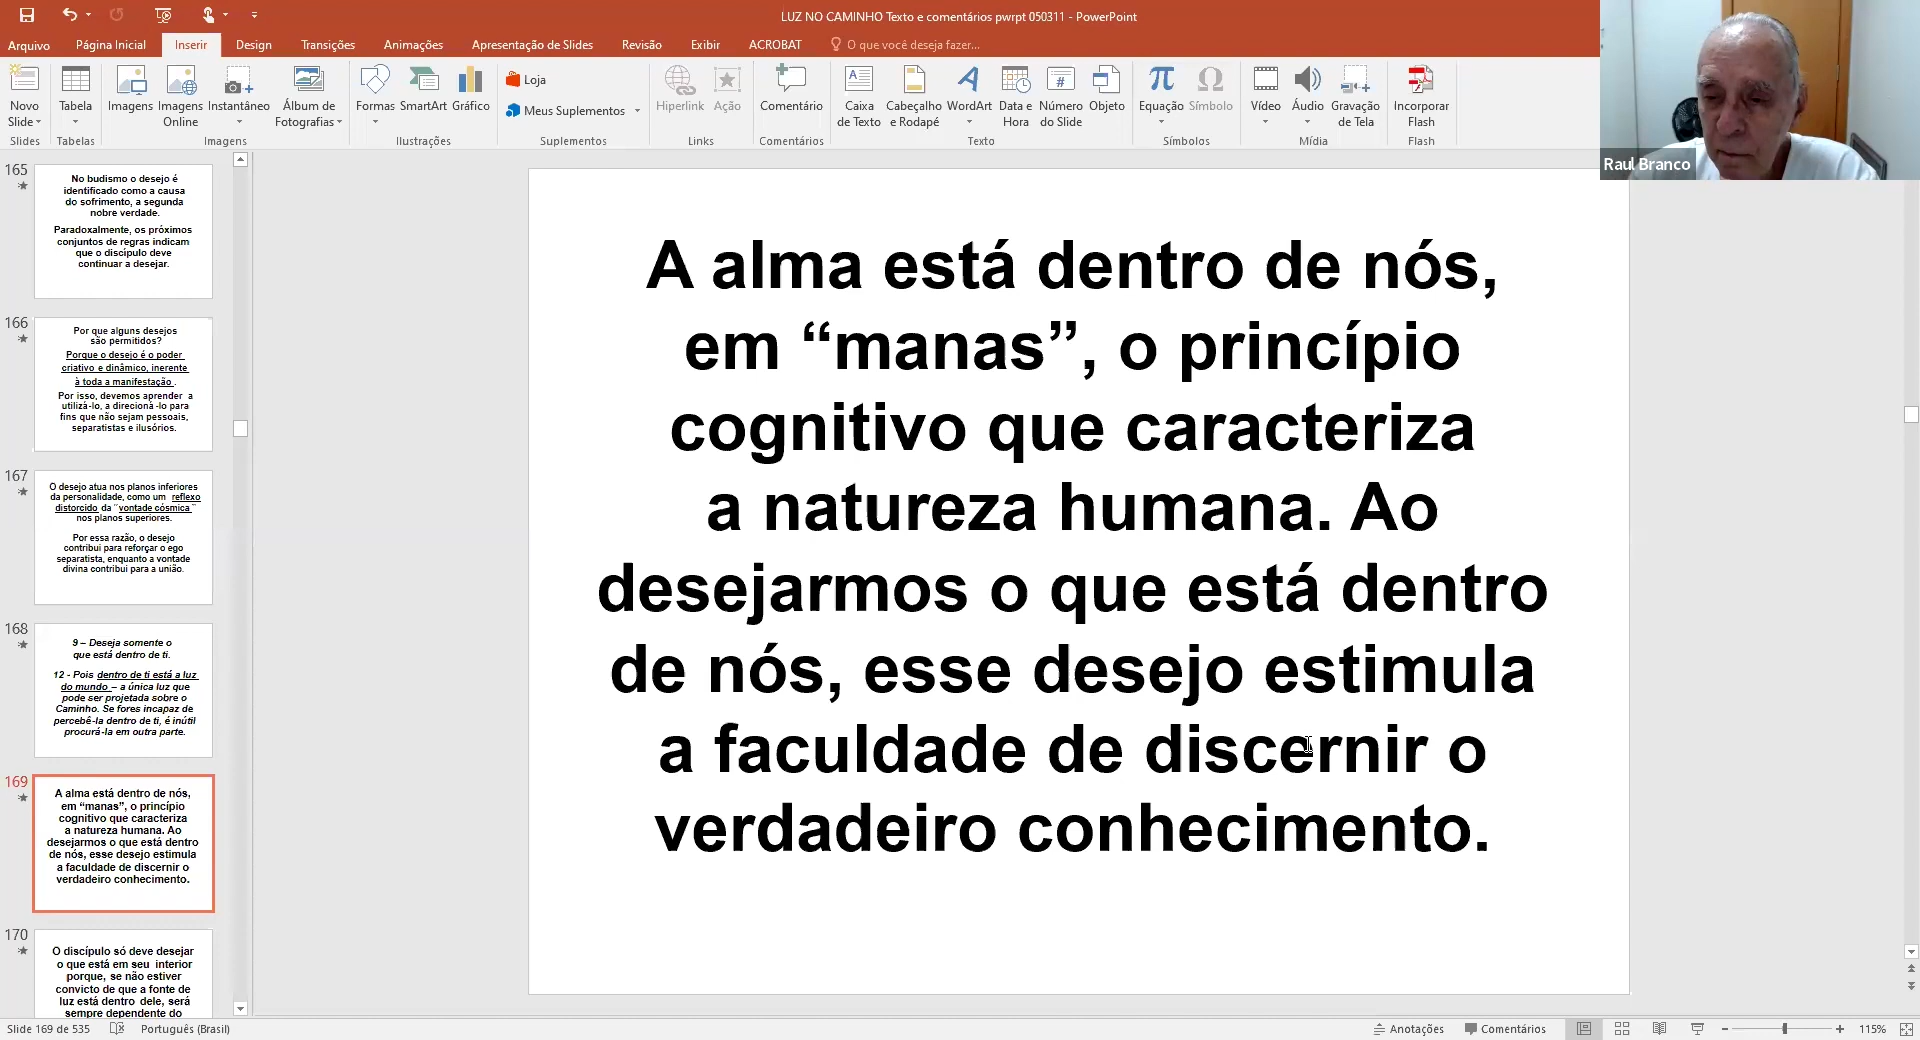 LUZ NO CAMINHO Texto e comentários pwrpt 050311 - PowerPoint
Arquivo Página Inicial Inserir Design Transições Animações Apresentação de Slides Revisão Exibir ACROBAT O que você deseja fazer...
Novo Slide
Tabela
Imagens
Imagens Online
Instantâneo
Álbum de Fotografias
Formas
SmartArt
Gráfico
Loja
Meus Suplementos
Hiperlink
Ação
Comentário
Caixa de Texto
Cabeçalho e Rodapé
WordArt
Data e Hora
Número do Slide
Objeto
Equação
Símbolo
Vídeo
Áudio
Gravação de Tela
Incorporar Flash
Slides Tabelas Imagens Ilustrações Suplementos Links Comentários Texto Símbolos Mídia Flash
Raul Branco
165
No budismo o desejo é
identificado como a causa
do sofrimento, a segunda
nobre verdade.
Paradoxalmente, os próximos
conjuntos de regras indicam
que o discípulo deve
continuar a desejar.
166
Por que alguns desejos
são permitidos?
Porque o desejo é o poder
criativo e dinâmico, inerente
à toda a manifestação .
Por isso, devemos aprender a
utilizá-lo, a direcioná -lo para
fins que não sejam pessoais,
separatistas e ilusórios.
167
O desejo atua nos planos inferiores
da personalidade, como um reflexo
distorcido da “vontade cósmica ”
nos planos superiores.
Por essa razão, o desejo
contribui para reforçar o ego
separatista, enquanto a vontade
divina contribui para a união.
168
9 – Deseja somente o
que está dentro de ti.
12 - Pois dentro de ti está a luz
do mundo – a única luz que
pode ser projetada sobre o
Caminho. Se fores incapaz de
percebê-la dentro de ti, é inútil
procurá-la em outra parte.
169
A alma está dentro de nós,
em “manas”, o princípio
cognitivo que caracteriza
a natureza humana. Ao
desejarmos o que está dentro
de nós, esse desejo estimula
a faculdade de discernir o
verdadeiro conhecimento.
170
O discípulo só deve desejar
o que está em seu interior
porque, se não estiver
convicto de que a fonte de
luz está dentro dele, será
sempre dependente do
A alma está dentro de nós,
em “manas”, o princípio
cognitivo que caracteriza
a natureza humana. Ao
desejarmos o que está dentro
de nós, esse desejo estimula
a faculdade de discernir o
verdadeiro conhecimento.
Slide 169 de 535 Português (Brasil) Anotações Comentários 115%